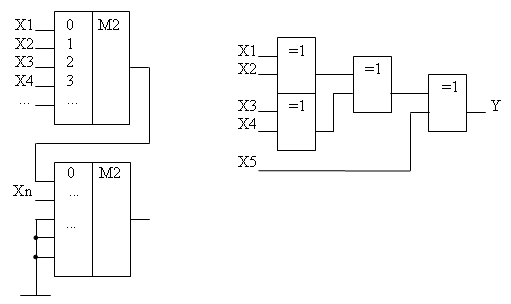 X1 0 M2
X2 1
X3 2
X4 3
... ...
0 M2
Xn ...
...
X1 =1
X2
=1
=1 Y
X3 =1
X4
X5